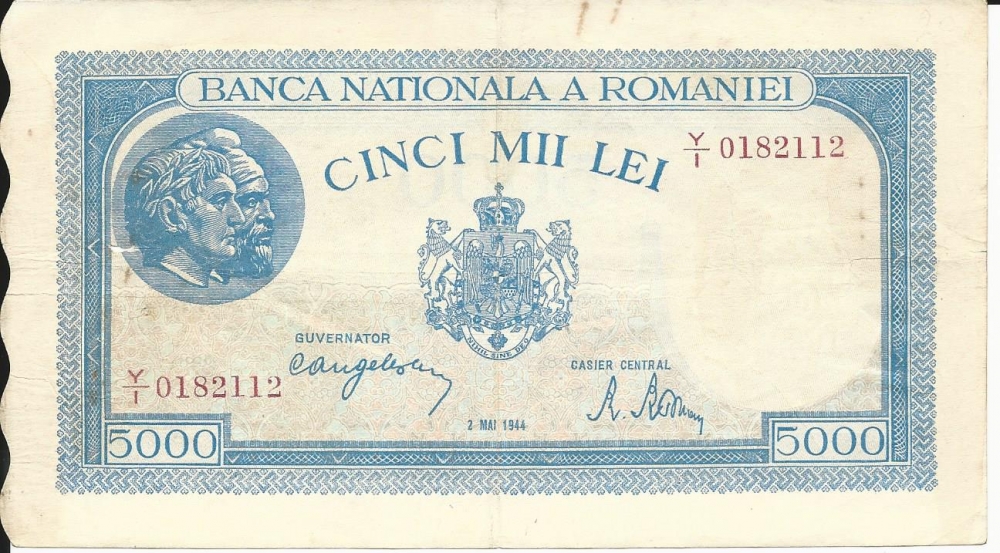 BANCA NATIONALA A ROMANIEI
CINCI MII LEI
Y/1 0182112
NIHIL SINE DEO
GUVERNATOR
CASIER CENTRAL
Y/1 0182112
2 MAI 1944
5000
5000